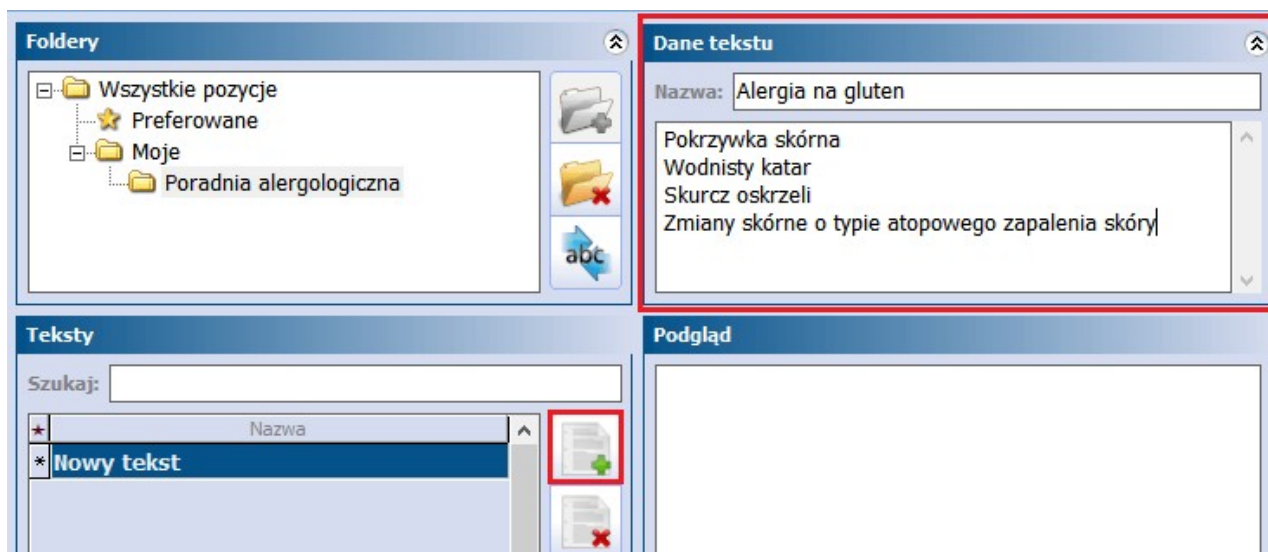 Foldery
Wszystkie pozycje
Preferowane
Moje
Poradnia alergologiczna
abc
Dane tekstu
Nazwa: Alergia na gluten
Pokrzywka skórna
Wodnisty katar
Skurcz oskrzeli
Zmiany skórne o typie atopowego zapalenia skóry
Teksty
Szukaj:
Nazwa
* Nowy tekst
Podgląd